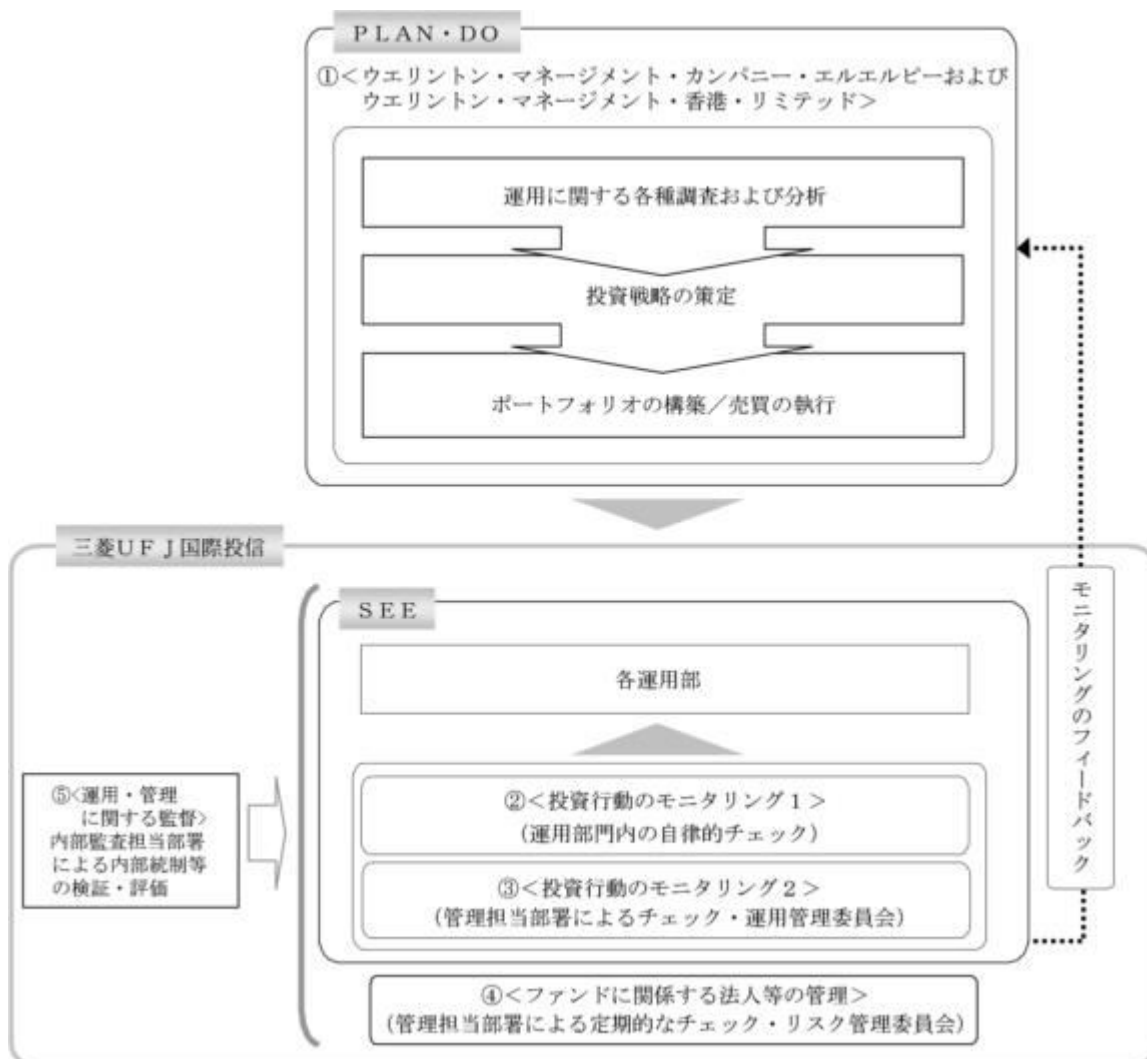 PLAN・DO
①＜ウエリントン・マネージメント・カンパニー・エルエルピーおよび
ウエリントン・マネージメント・香港・リミテッド＞
運用に関する各種調査および分析
投資戦略の策定
ポートフォリオの構築／売買の執行
三菱UFJ国際投信
SEE
各運用部
②＜投資行動のモニタリング１＞
（運用部門内の自律的チェック）
③＜投資行動のモニタリング２＞
（管理担当部署によるチェック・運用管理委員会）
④＜ファンドに関係する法人等の管理＞
（管理担当部署による定期的なチェック・リスク管理委員会）
⑤＜運用・管理
に関する監督＞
内部監査担当部署
による内部統制等
の検証・評価
モニタリングのフィードバック